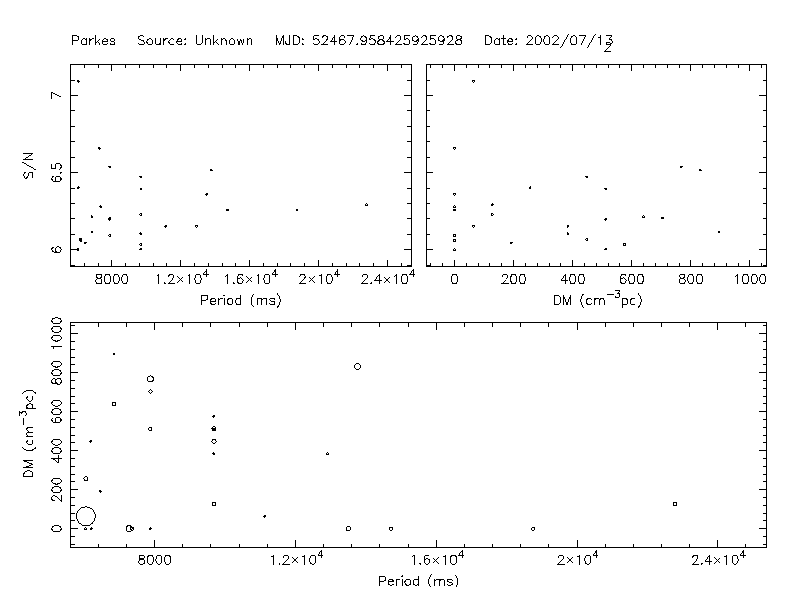 Parkes Source: Unknown MJD: 52467.958425925928 Date: 2002/07/13
2
S/N
7
6.5
6
8000 1.2×10⁴ 1.6×10⁴ 2×10⁴ 2.4×10⁴
Period (ms)
0 200 400 600 800 1000
DM (cm⁻³pc)
DM (cm⁻³pc)
1000
800
600
400
200
0
8000 1.2×10⁴ 1.6×10⁴ 2×10⁴ 2.4×10⁴
Period (ms)